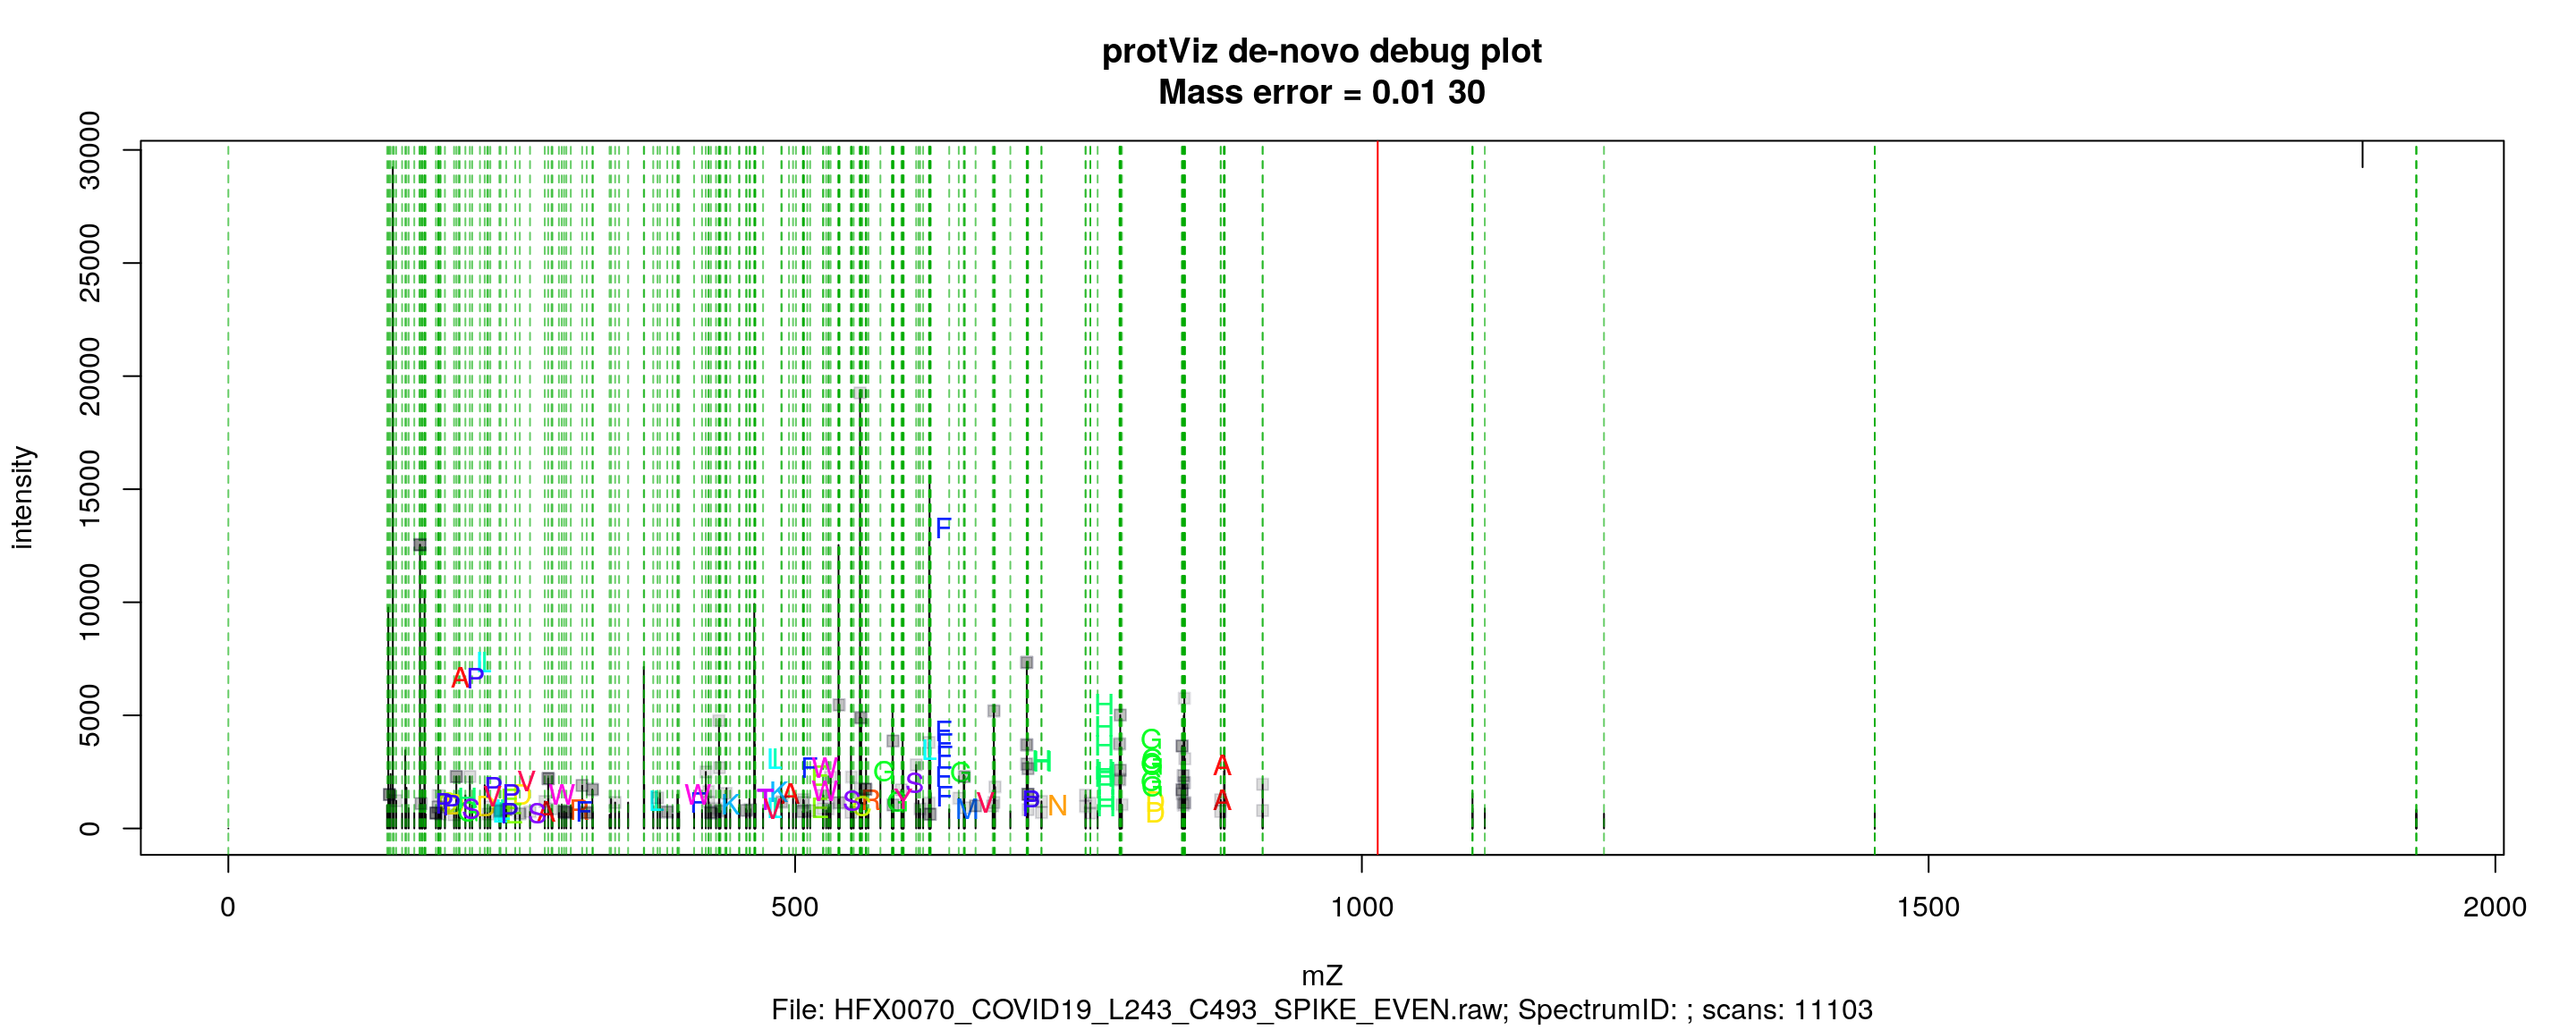 protViz de-novo debug plot
Mass error = 0.01 30
intensity
30000
25000
20000
15000
10000
5000
0
F
A P
H
H
G
A
G
G
A
D
N
0 500 1000 1500 2000
mZ
File: HFX0070_COVID19_L243_C493_SPIKE_EVEN.raw; SpectrumID: ; scans: 11103